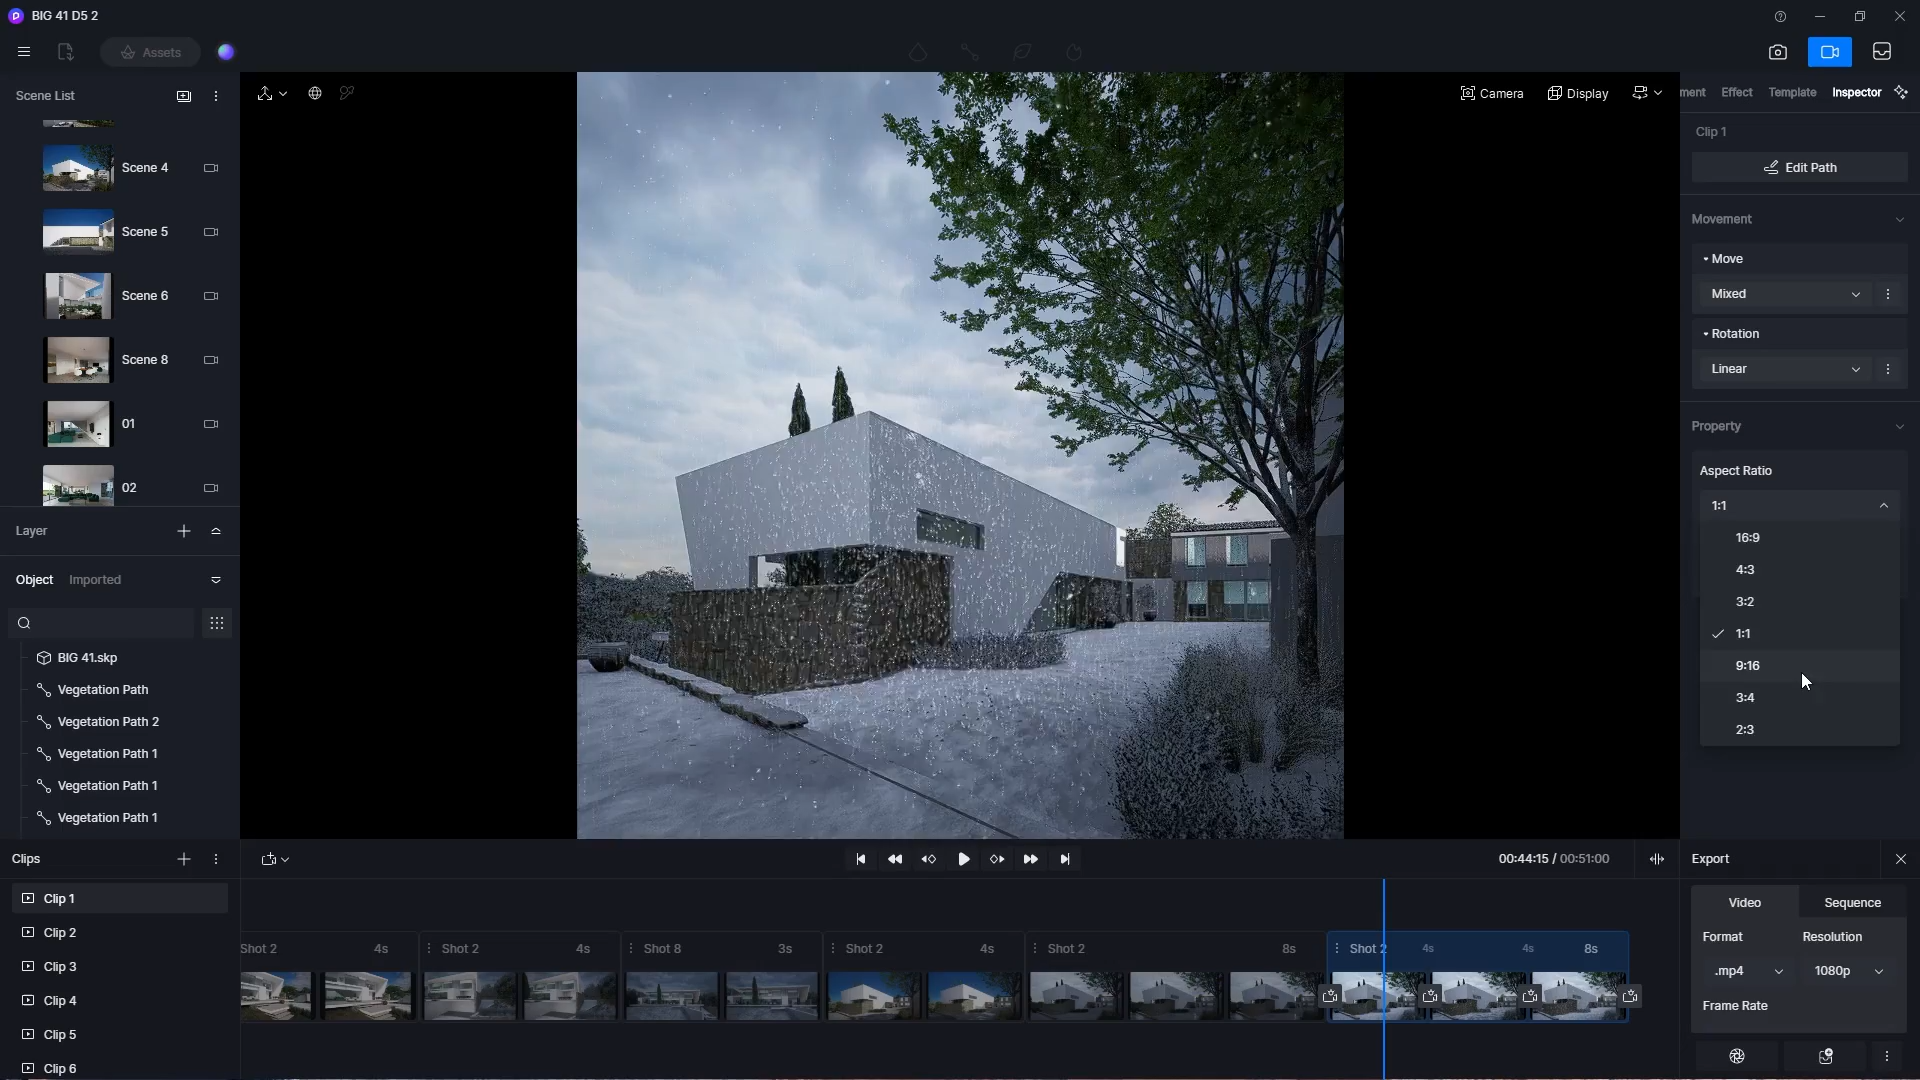 BIG 41 D5 2
Assets
Scene List
Scene 4
Scene 5
Scene 6
Scene 8
01
02
Layer
Object Imported
BIG 41.skp
Vegetation Path
Vegetation Path 2
Vegetation Path 1
Vegetation Path 1
Vegetation Path 1
Camera
Display
ment Effect Template Inspector
Clip 1
Edit Path
Movement
Move
Mixed
Rotation
Linear
Property
Aspect Ratio
1:1
16:9
4:3
3:2
1:1
9:16
3:4
2:3
Clips
Clip 1
Clip 2
Clip 3
Clip 4
Clip 5
Clip 6
00:44:15 / 00:51:00
Shot 2 4s
Shot 2 4s
Shot 8 3s
Shot 2 4s
Shot 2 8s
Shot 2 4s 4s 8s
Export
Video Sequence
Format Resolution
.mp4 1080p
Frame Rate